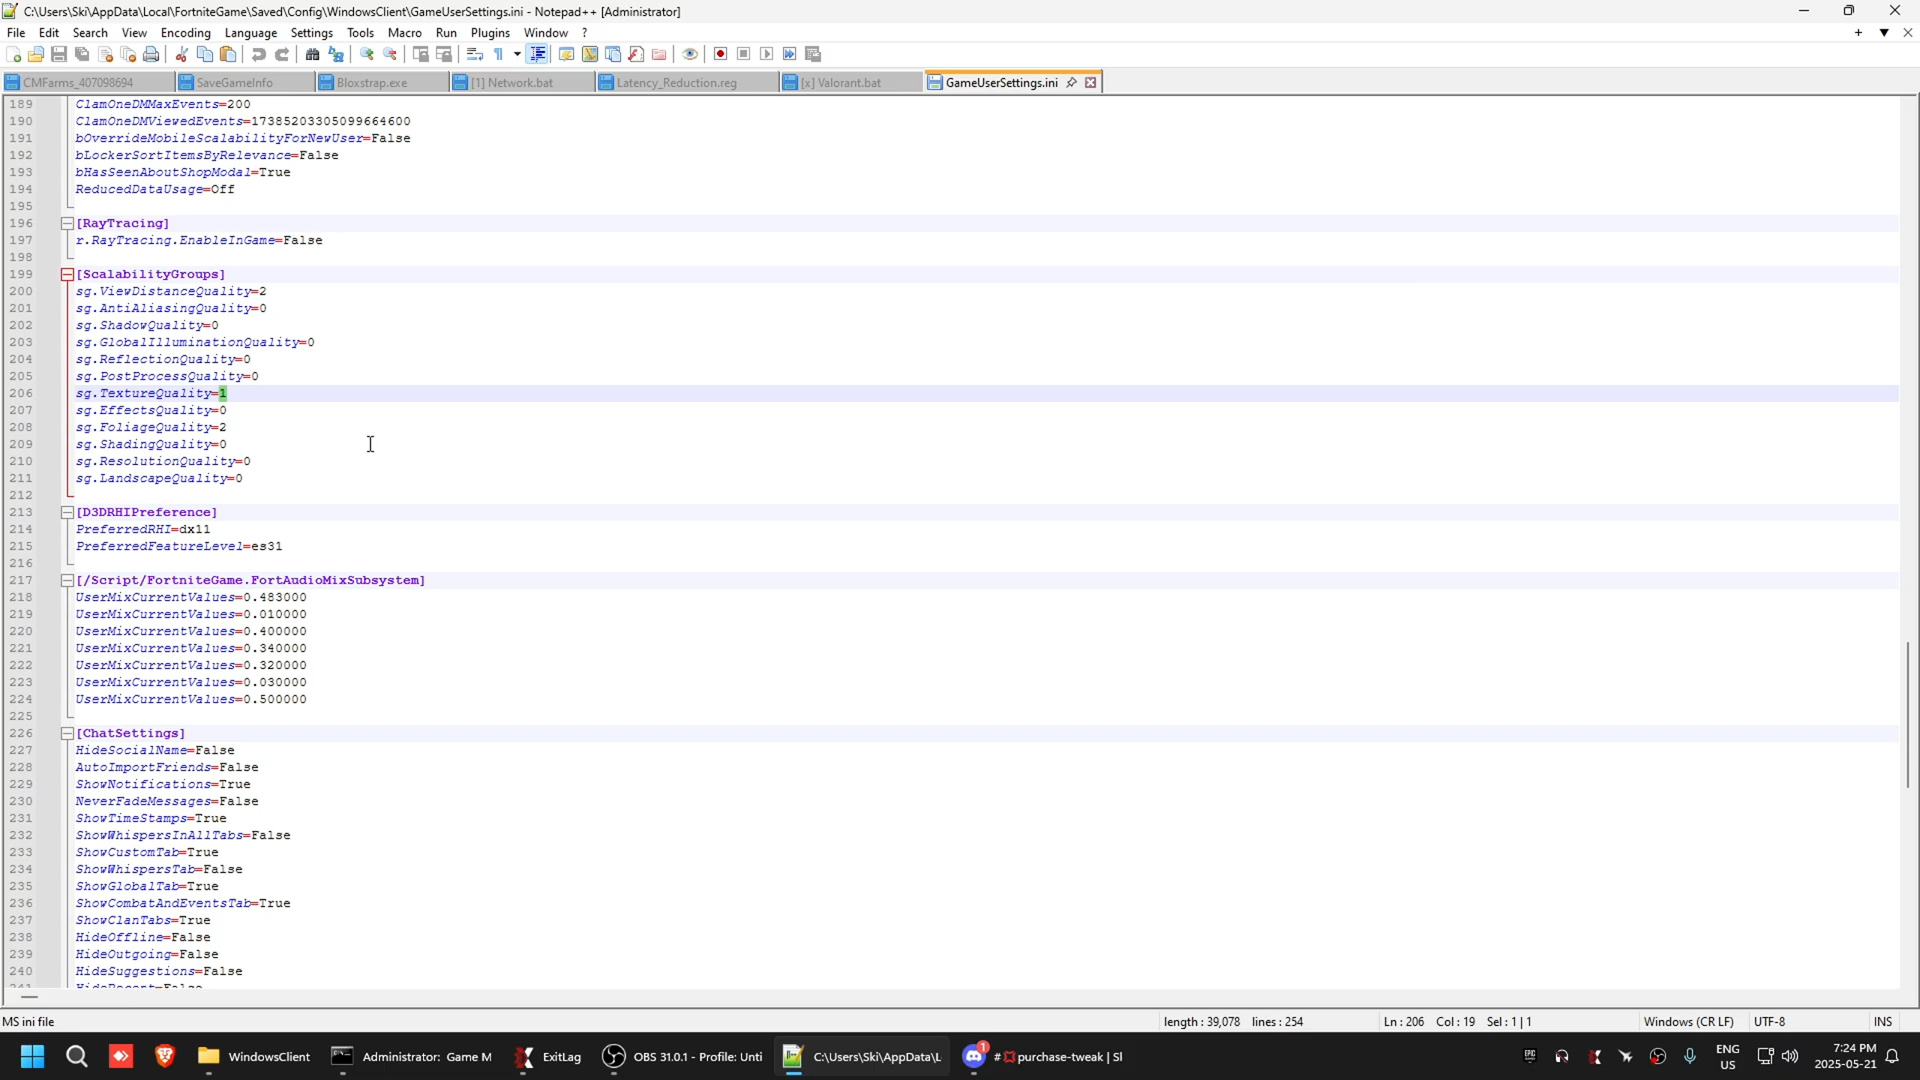 C:\Users\Ski\AppData\Local\FortniteGame\Saved\Config\WindowsClient\GameUserSettings.ini - Notepad++ [Administrator]
File Edit Search View Encoding Language Settings Tools Macro Run Plugins Window ?
CMFarms_407098694 SaveGameInfo Bloxstrap.exe [1] Network.bat Latency_Reduction.reg [x] Valorant.bat GameUserSettings.ini
189 ClamOneDMMaxEvents=200
190 ClamOneDMViewedEvents=17385203305099664600
191 bOverrideMobileScalabilityForNewUser=False
192 bLockerSortItemsByRelevance=False
193 bHasSeenAboutShopModal=True
194 ReducedDataUsage=Off
195
196 [RayTracing]
197 r.RayTracing.EnableInGame=False
198
199 [ScalabilityGroups]
200 sg.ViewDistanceQuality=2
201 sg.AntiAliasingQuality=0
202 sg.ShadowQuality=0
203 sg.GlobalIlluminationQuality=0
204 sg.ReflectionQuality=0
205 sg.PostProcessQuality=0
206 sg.TextureQuality=1
207 sg.EffectsQuality=0
208 sg.FoliageQuality=2
209 sg.ShadingQuality=0
210 sg.ResolutionQuality=0
211 sg.LandscapeQuality=0
212
213 [D3DRHIPreference]
214 PreferredRHI=dx11
215 PreferredFeatureLevel=es31
216
217 [/Script/FortniteGame.FortAudioMixSubsystem]
218 UserMixCurrentValues=0.483000
219 UserMixCurrentValues=0.010000
220 UserMixCurrentValues=0.400000
221 UserMixCurrentValues=0.340000
222 UserMixCurrentValues=0.320000
223 UserMixCurrentValues=0.030000
224 UserMixCurrentValues=0.500000
225
226 [ChatSettings]
227 HideSocialName=False
228 AutoImportFriends=False
229 ShowNotifications=True
230 NeverFadeMessages=False
231 ShowTimeStamps=True
232 ShowWhispersInAllTabs=False
233 ShowCustomTab=True
234 ShowWhispersTab=False
235 ShowGlobalTab=True
236 ShowCombatAndEventsTab=True
237 ShowClanTabs=True
238 HideOffline=False
239 HideOutgoing=False
240 HideSuggestions=False
241 HideRecent=False
MS ini file length : 39,078 lines : 254 Ln : 206 Col : 19 Sel : 1 | 1 Windows (CR LF) UTF-8 INS
WindowsClient Administrator: Game M ExitLag OBS 31.0.1 - Profile: Unti C:\Users\Ski\AppData\L 1 # purchase-tweak | Sl ENG US 7:24 PM 2025-05-21